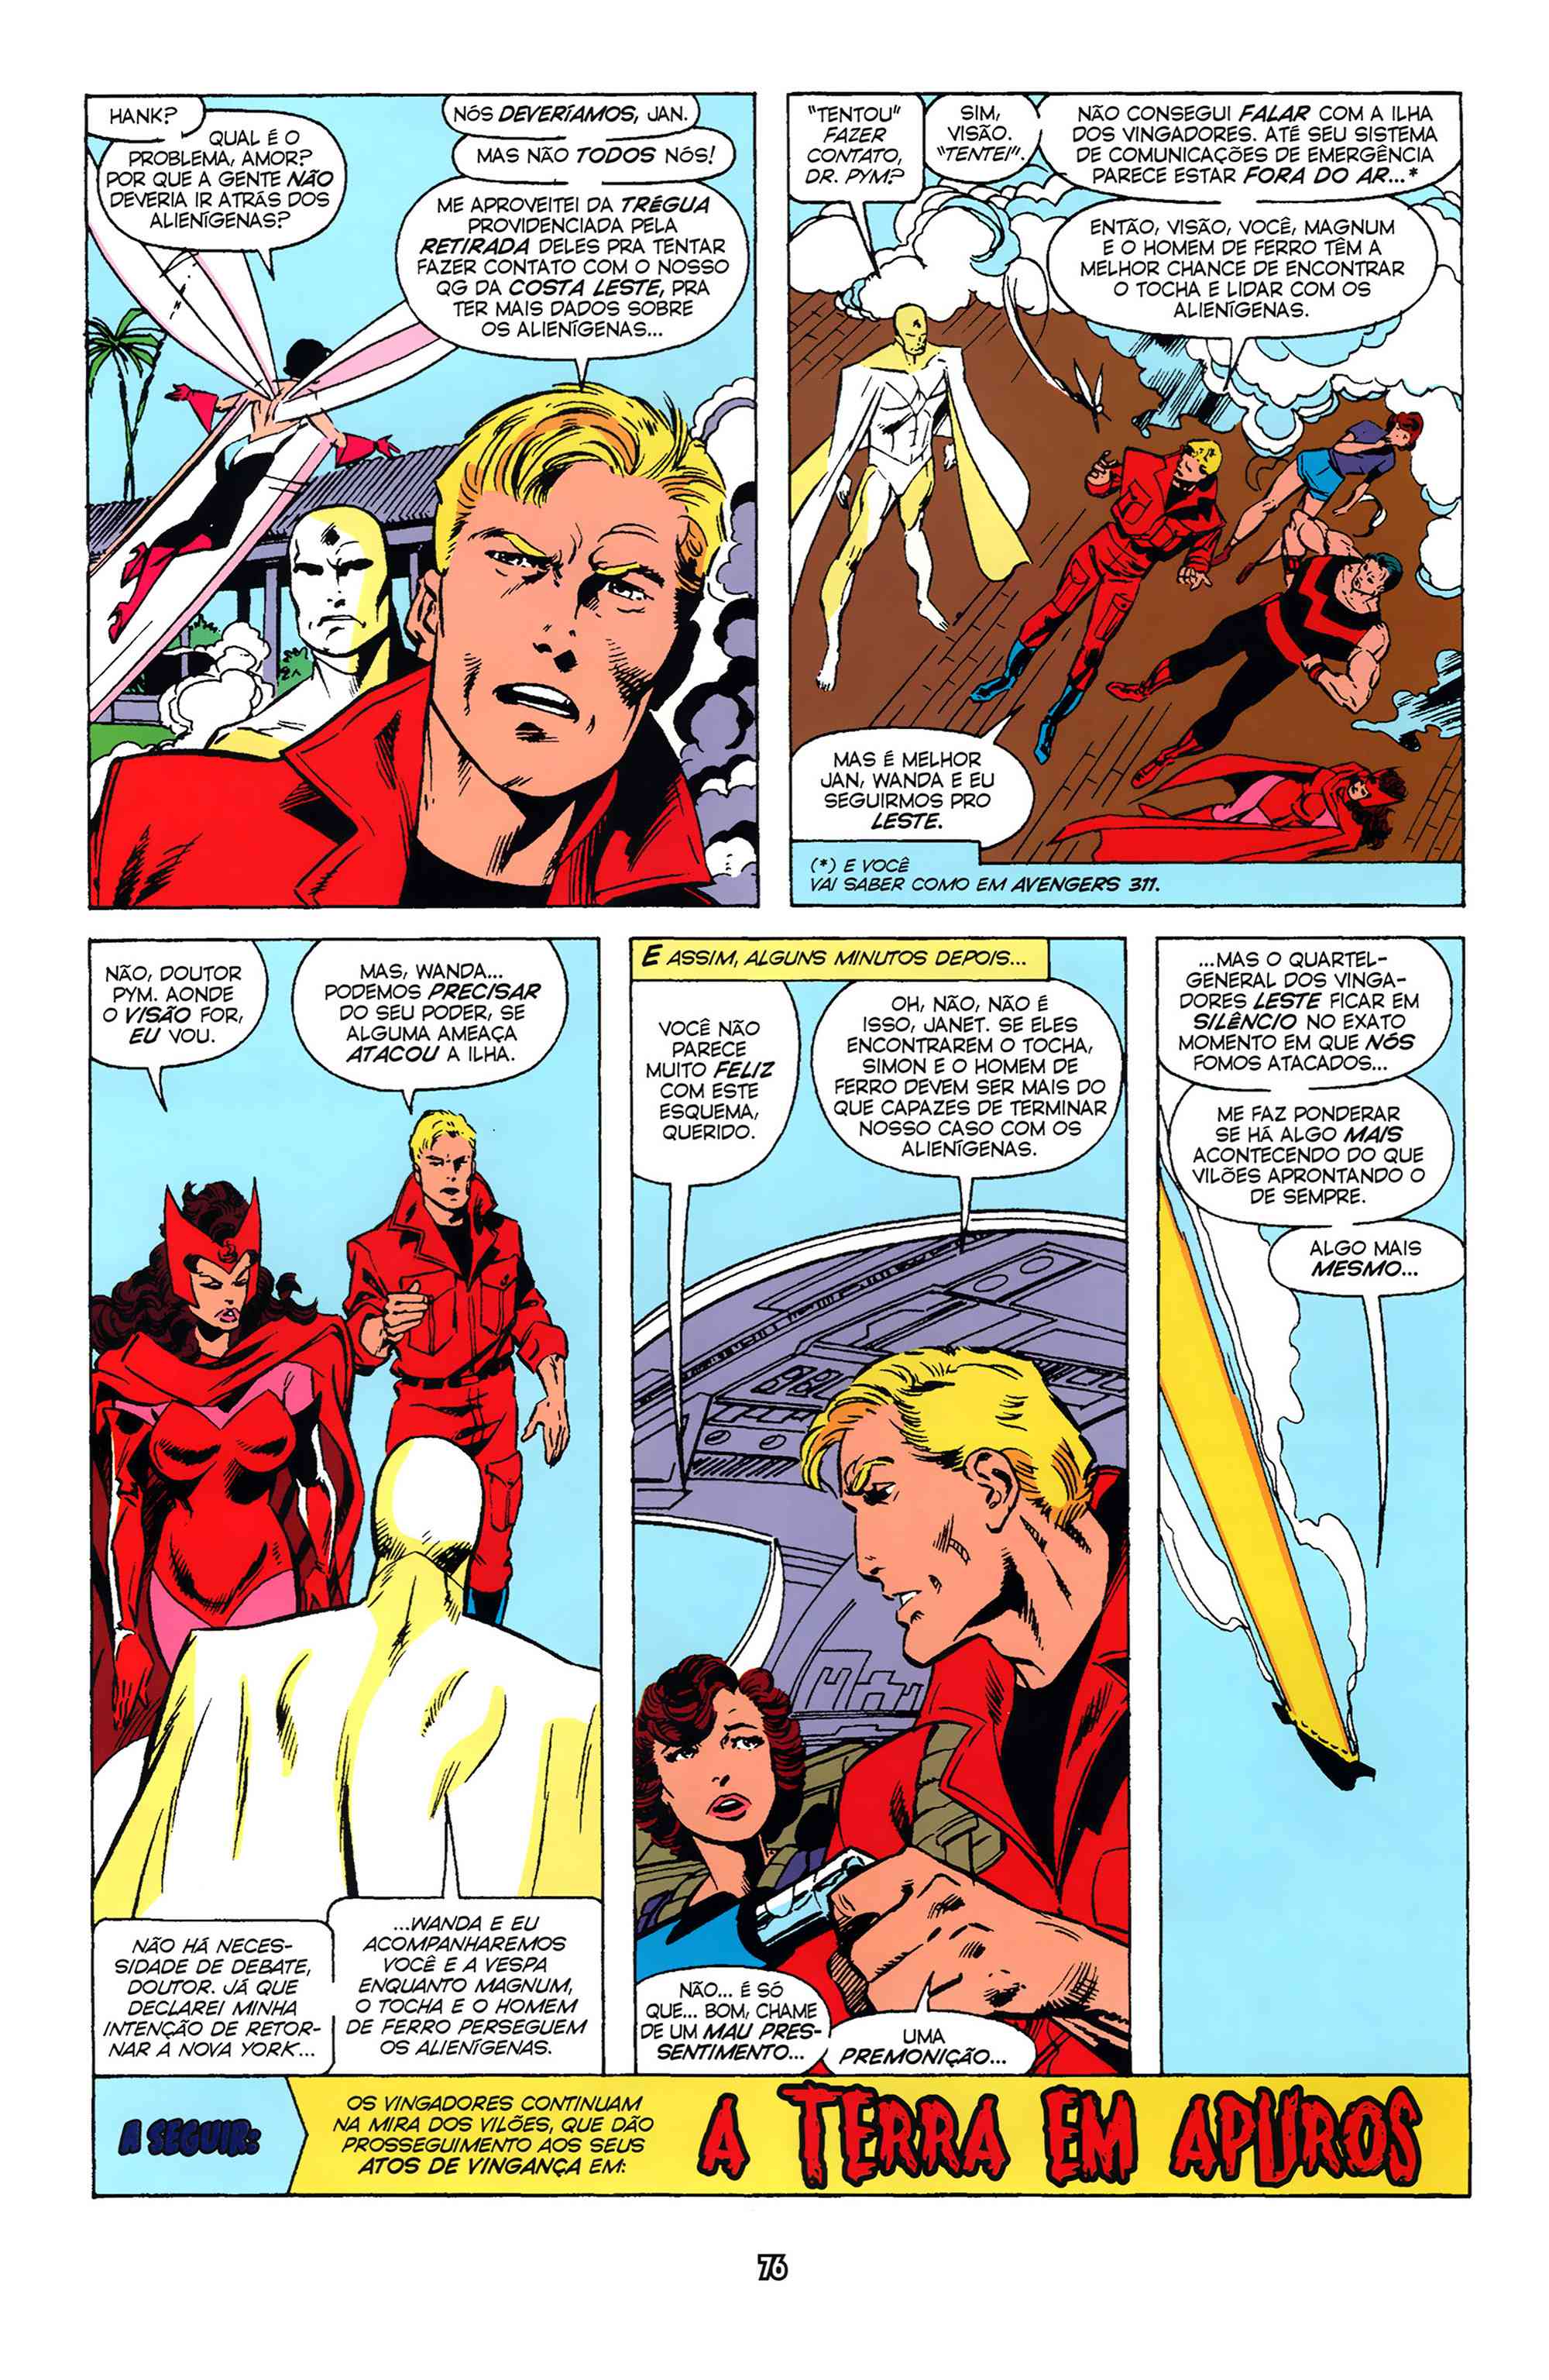 HANK?
QUAL É O
PROBLEMA, AMOR?
POR QUE A GENTE NÃO
DEVERIA IR ATRÁS DOS
ALIENÍGENAS?
NÓS DEVERÍAMOS, JAN.
MAS NÃO TODOS NÓS!
ME APROVEITEI DA TRÉGUA
PROVIDENCIADA PELA
RETIRADA DELES PRA TENTAR
FAZER CONTATO COM O NOSSO
QG DA COSTA LESTE, PRA
TER MAIS DADOS SOBRE
OS ALIENÍGENAS...
"TENTOU"
FAZER
CONTATO,
DR. PYM?
SIM,
VISÃO.
"TENTEI".
NÃO CONSEGUI FALAR COM A ILHA
DOS VINGADORES. ATÉ SEU SISTEMA
DE COMUNICAÇÕES DE EMERGÊNCIA
PARECE ESTAR FORA DO AR...*
ENTÃO, VISÃO, VOCÊ, MAGNUM
E O HOMEM DE FERRO TÊM A
MELHOR CHANCE DE ENCONTRAR
O TOCHA E LIDAR COM OS
ALIENÍGENAS.
MAS É MELHOR
JAN, WANDA E EU
SEGUIRMOS PRO
LESTE.
(*) E VOCÊ
VAI SABER COMO EM AVENGERS 311.
NÃO, DOUTOR
PYM. AONDE
O VISÃO FOR,
EU VOU.
MAS, WANDA...
PODEMOS PRECISAR
DO SEU PODER, SE
ALGUMA AMEAÇA
ATACOU A ILHA.
NÃO HÁ NECES-
SIDADE DE DEBATE,
DOUTOR. JÁ QUE
DECLAREI MINHA
INTENÇÃO DE RETOR-
NAR A NOVA YORK...
...WANDA E EU
ACOMPANHAREMOS
VOCÊ E A VESPA
ENQUANTO MAGNUM,
O TOCHA E O HOMEM
DE FERRO PERSEGUEM
OS ALIENÍGENAS.
E ASSIM, ALGUNS MINUTOS DEPOIS...
VOCÊ NÃO
PARECE
MUITO FELIZ
COM ESTE
ESQUEMA,
QUERIDO.
OH, NÃO, NÃO É
ISSO, JANET. SE ELES
ENCONTRAREM O TOCHA,
SIMON E O HOMEM DE
FERRO DEVEM SER MAIS DO
QUE CAPAZES DE TERMINAR
NOSSO CASO COM OS
ALIENÍGENAS.
NÃO... É SÓ
QUE... BOM, CHAME
DE UM MAU PRES-
SENTIMENTO...
UMA
PREMONIÇÃO...
...MAS O QUARTEL-
GENERAL DOS VINGA-
DORES LESTE FICAR EM
SILÊNCIO NO EXATO
MOMENTO EM QUE NÓS
FOMOS ATACADOS...
ME FAZ PONDERAR
SE HÁ ALGO MAIS
ACONTECENDO DO QUE
VILÕES APRONTANDO O
DE SEMPRE.
ALGO MAIS
MESMO...
A SEGUIR:
OS VINGADORES CONTINUAM
NA MIRA DOS VILÕES, QUE DÃO
PROSSEGUIMENTO AOS SEUS
ATOS DE VINGANÇA EM:
A TERRA EM APUROS
76